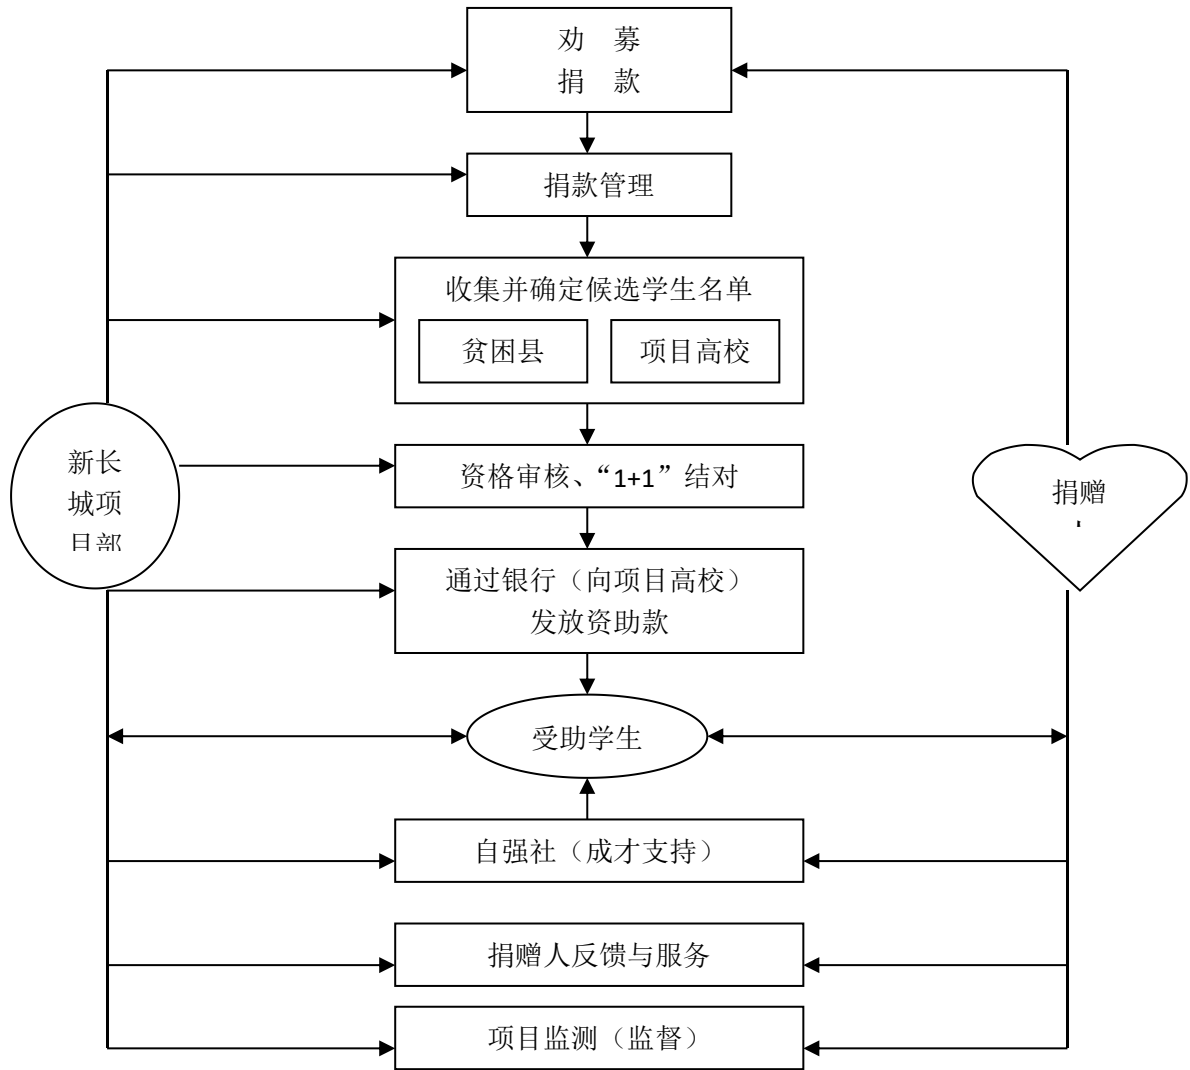 劝 募
捐 款
捐款管理
收集并确定候选学生名单
贫困县
项目高校
新长
城项
目部
资格审核、“1+1”结对
捐赠
通过银行（向项目高校）
发放资助款
受助学生
自强社（成才支持）
捐赠人反馈与服务
项目监测（监督）